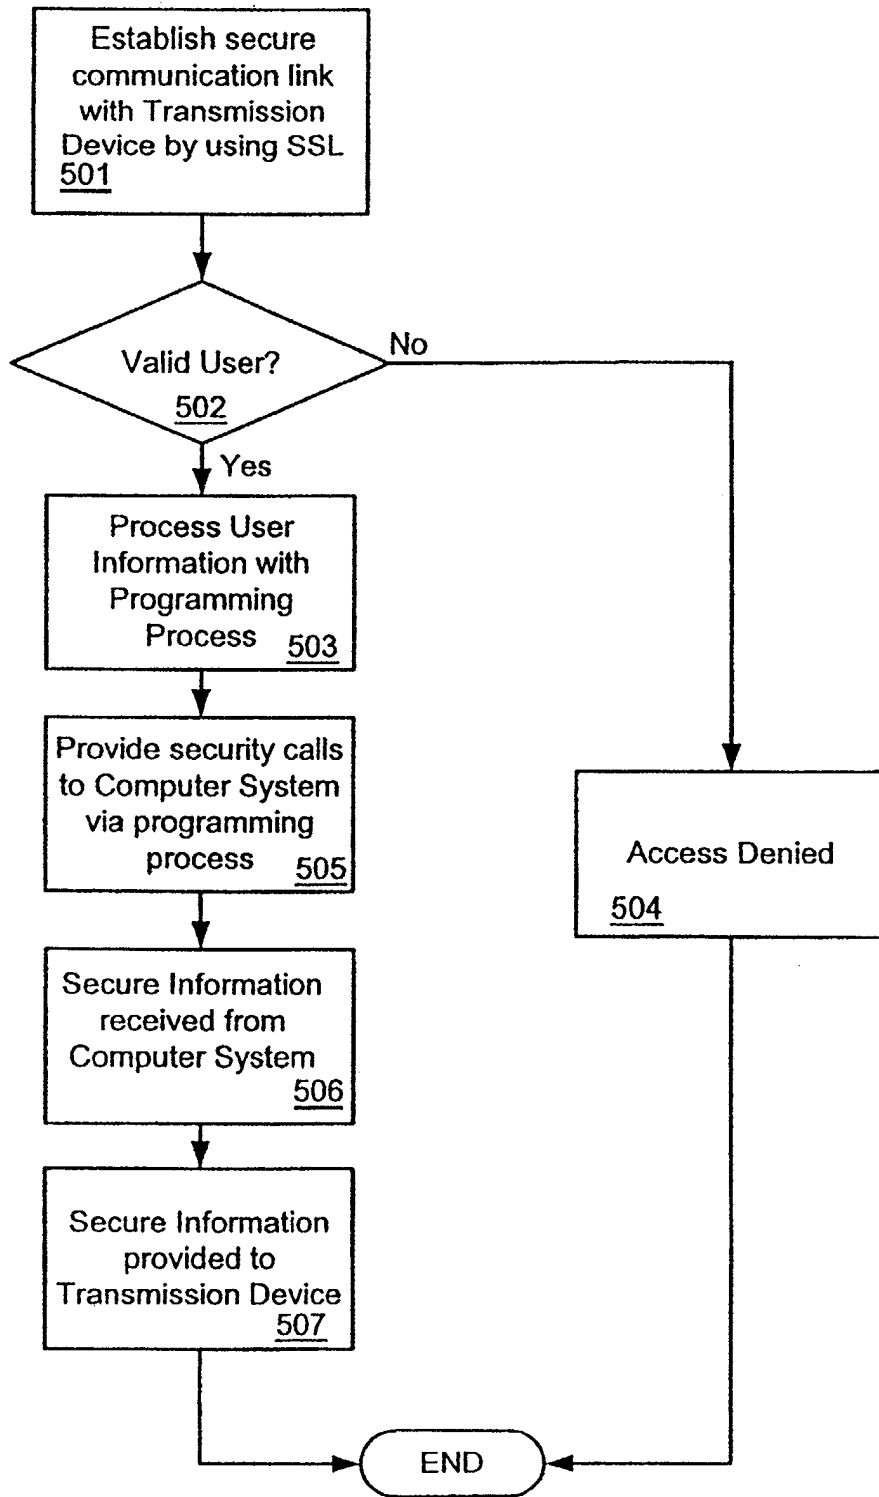 Establish secure
communication link
with Transmission
Device by using SSL
501
Valid User?
502
No
Yes
Process User
Information with
Programming
Process
503
Provide security calls
to Computer System
via programming
process
505
Access Denied
504
Secure Information
received from
Computer System
506
Secure Information
provided to
Transmission Device
507
END